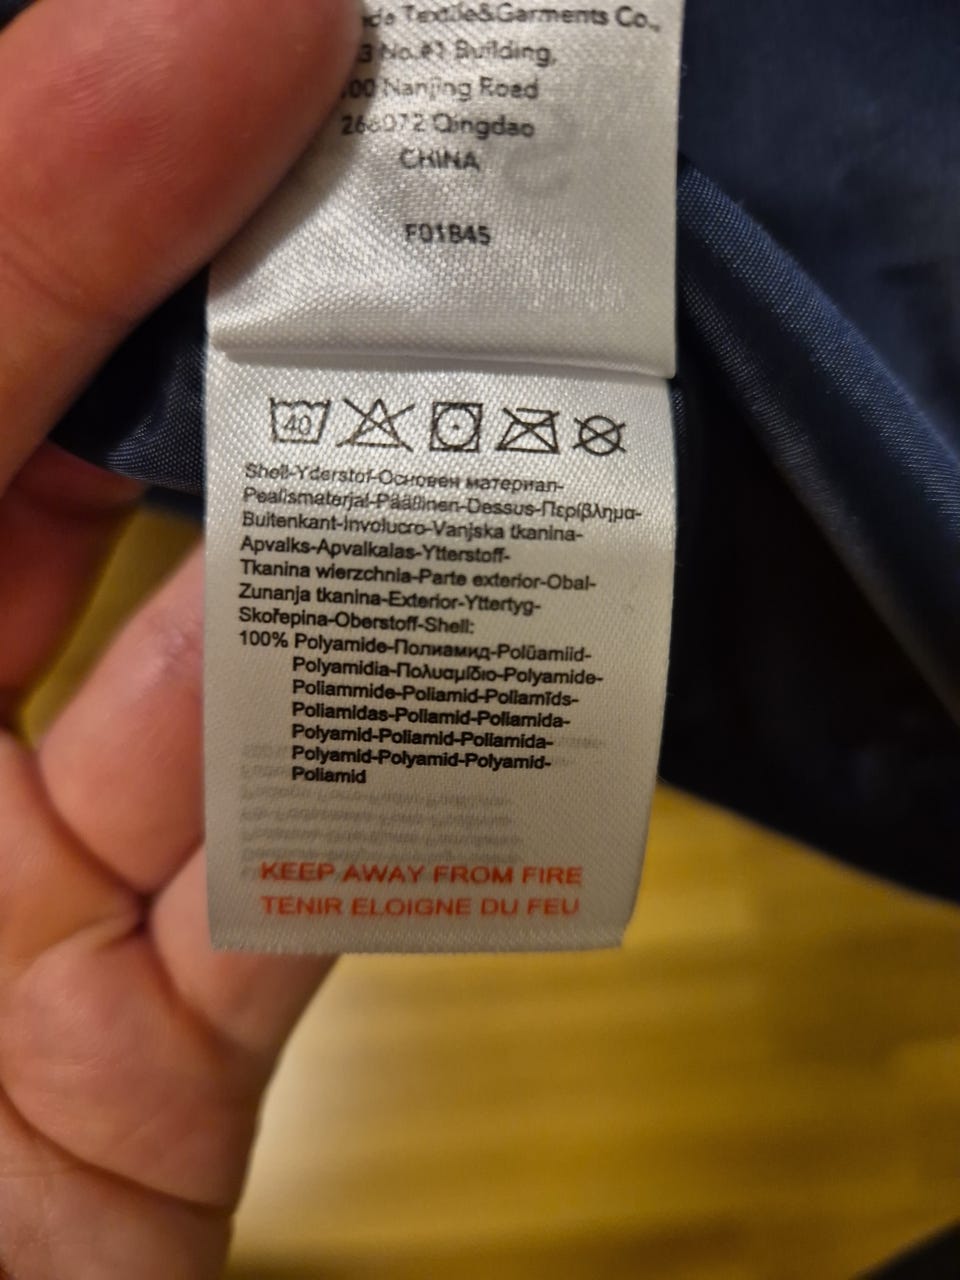 Textile&Garments Co.,
No.#1 Building,
Nanjing Road
266072 Qingdao
CHINA
F01B45
40
Shell-Yderstof-Основен материал-
Pealismaterjal-Päällinen-Dessus-Περίβλημα-
Buitenkant-Involucro-Vanjska tkanina-
Apvalks-Apvalkalas-Ytterstoff-
Tkanina wierzchnia-Parte exterior-Obal-
Zunanja tkanina-Exterior-Yttertyg-
Skořepina-Oberstoff-Shell:
100% Polyamide-Полиамид-Polüamiid-
Polyamidia-Πολυαμίδιο-Polyamide-
Poliammide-Poliamid-Poliamīds-
Poliamidas-Poliamid-Poliamida-
Polyamid-Poliamid-Poliamida-
Polyamid-Polyamid-Polyamid-
Poliamid
KEEP AWAY FROM FIRE
TENIR ELOIGNE DU FEU